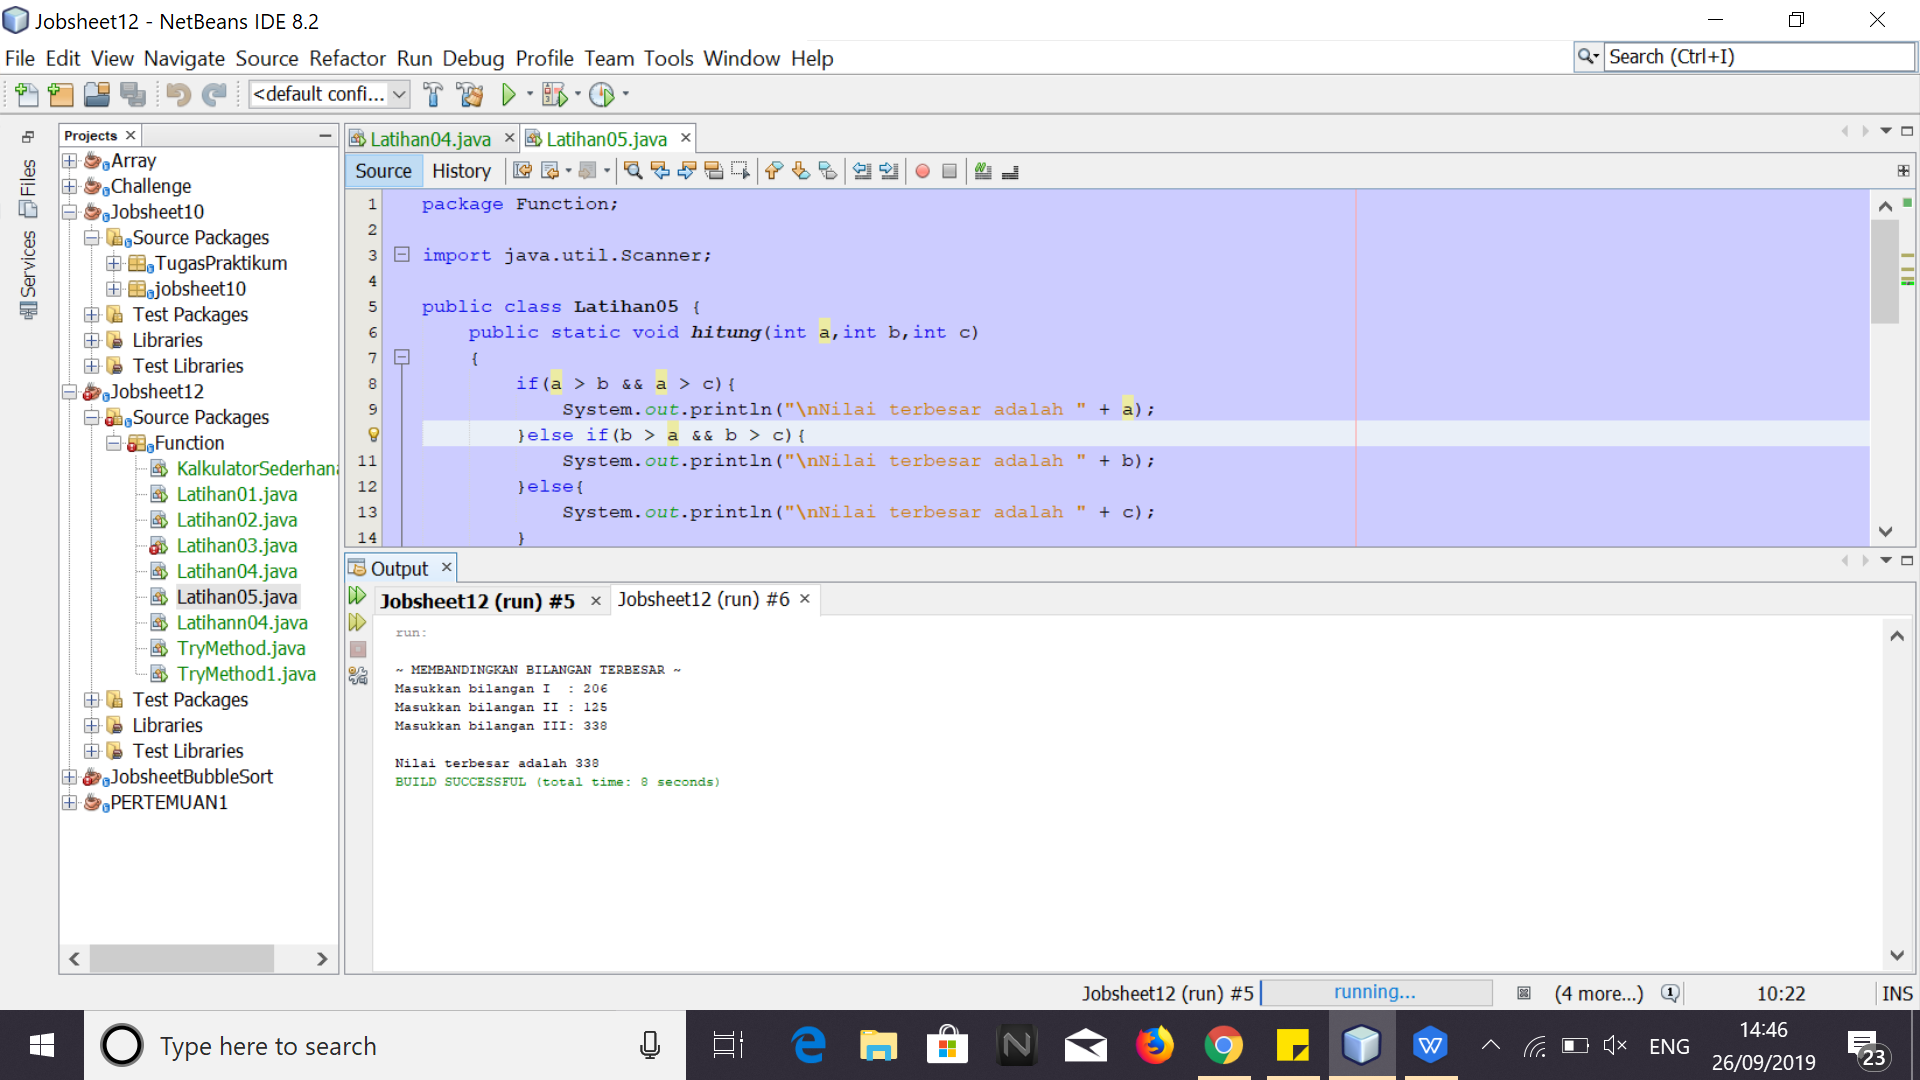 Jobsheet12 - NetBeans IDE 8.2
File Edit View Navigate Source Refactor Run Debug Profile Team Tools Window Help
Search (Ctrl+I)
<default confi...
Files
Services
Projects
Array
Challenge
Jobsheet10
Source Packages
TugasPraktikum
jobsheet10
Test Packages
Libraries
Test Libraries
Jobsheet12
Source Packages
Function
KalkulatorSederhana
Latihan01.java
Latihan02.java
Latihan03.java
Latihan04.java
Latihan05.java
Latihann04.java
TryMethod.java
TryMethod1.java
Test Packages
Libraries
Test Libraries
JobsheetBubbleSort
PERTEMUAN1
Latihan04.java Latihan05.java
Source History
1 package Function;
2
3 import java.util.Scanner;
4
5 public class Latihan05 {
6 public static void hitung(int a,int b,int c)
7 {
8 if(a > b && a > c){
9 System.out.println("\nNilai terbesar adalah " + a);
}else if(b > a && b > c){
11 System.out.println("\nNilai terbesar adalah " + b);
12 }else{
13 System.out.println("\nNilai terbesar adalah " + c);
14 }
Output
Jobsheet12 (run) #5 Jobsheet12 (run) #6
run:
~ MEMBANDINGKAN BILANGAN TERBESAR ~
Masukkan bilangan I : 206
Masukkan bilangan II : 125
Masukkan bilangan III: 338
Nilai terbesar adalah 338
BUILD SUCCESSFUL (total time: 8 seconds)
Jobsheet12 (run) #5 running... (4 more...) 10:22 INS
Type here to search
ENG
14:46
26/09/2019
23